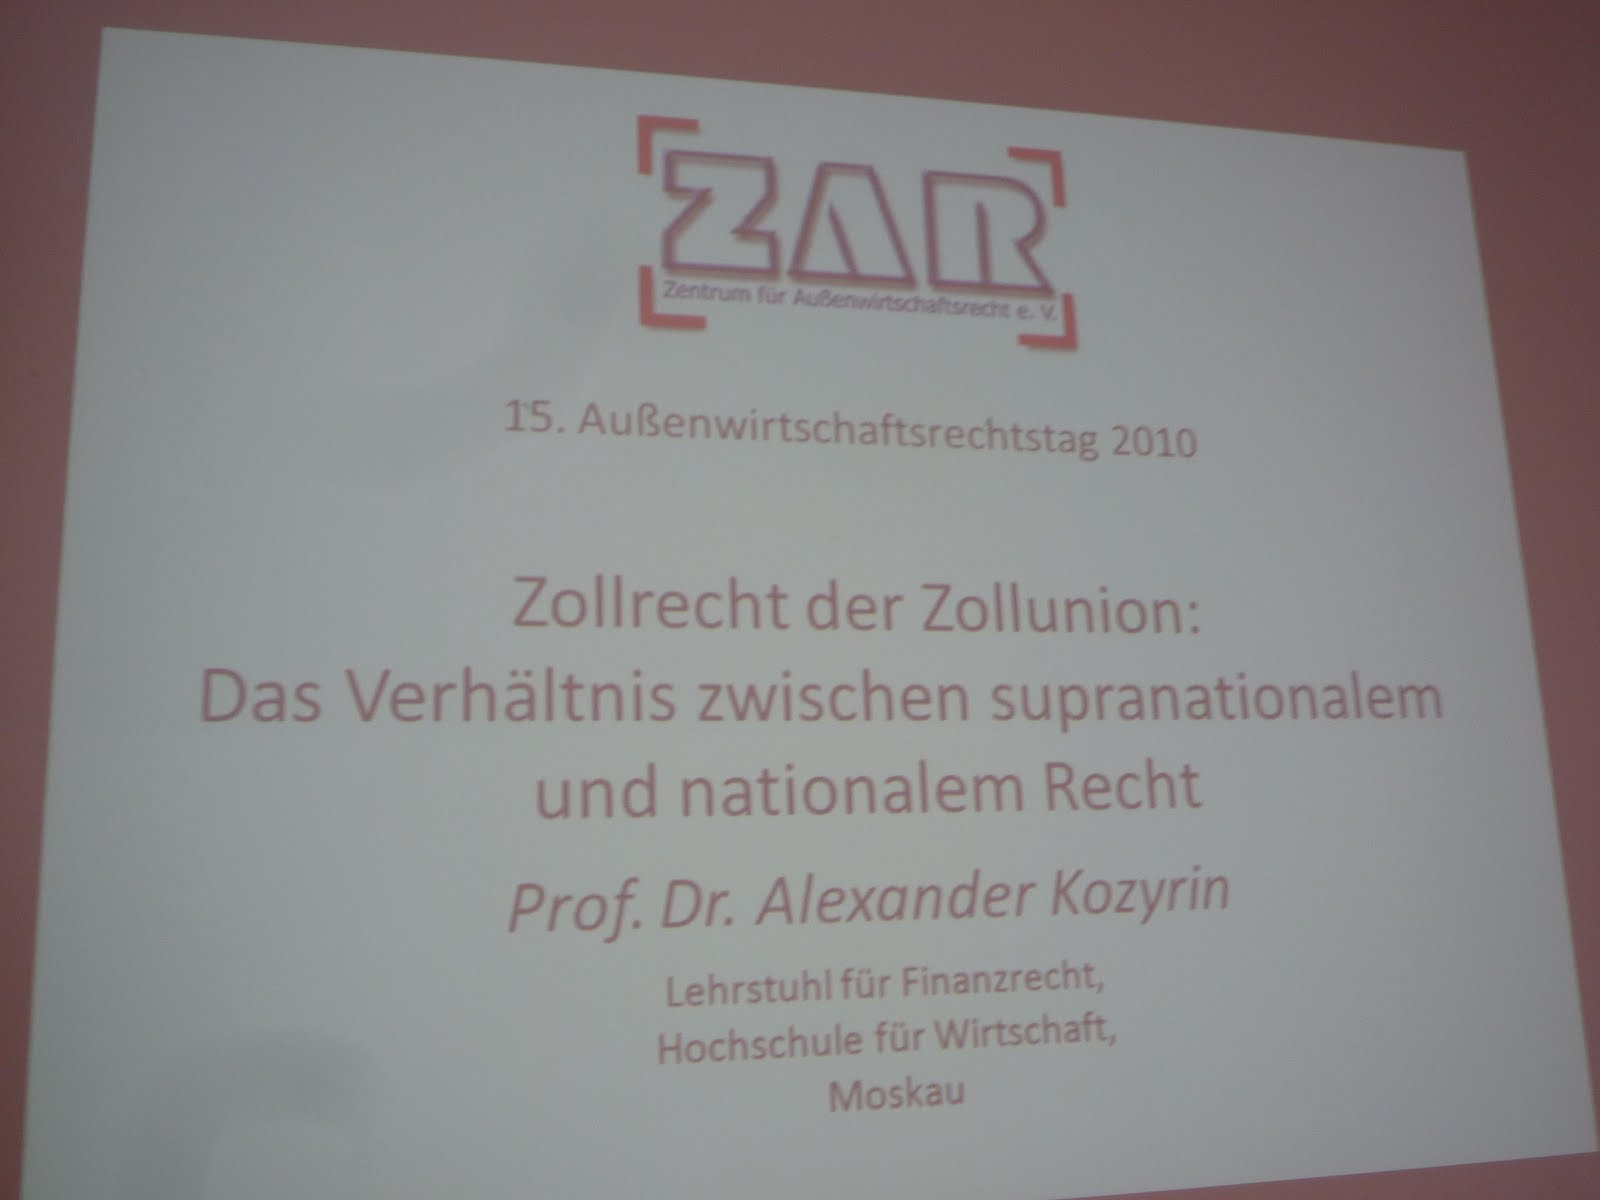 ZAR
Zentrum für Außenwirtschaftsrecht e. V.
15. Außenwirtschaftsrechtstag 2010
Zollrecht der Zollunion:
Das Verhältnis zwischen supranationalem
und nationalem Recht
Prof. Dr. Alexander Kozyrin
Lehrstuhl für Finanzrecht,
Hochschule für Wirtschaft,
Moskau